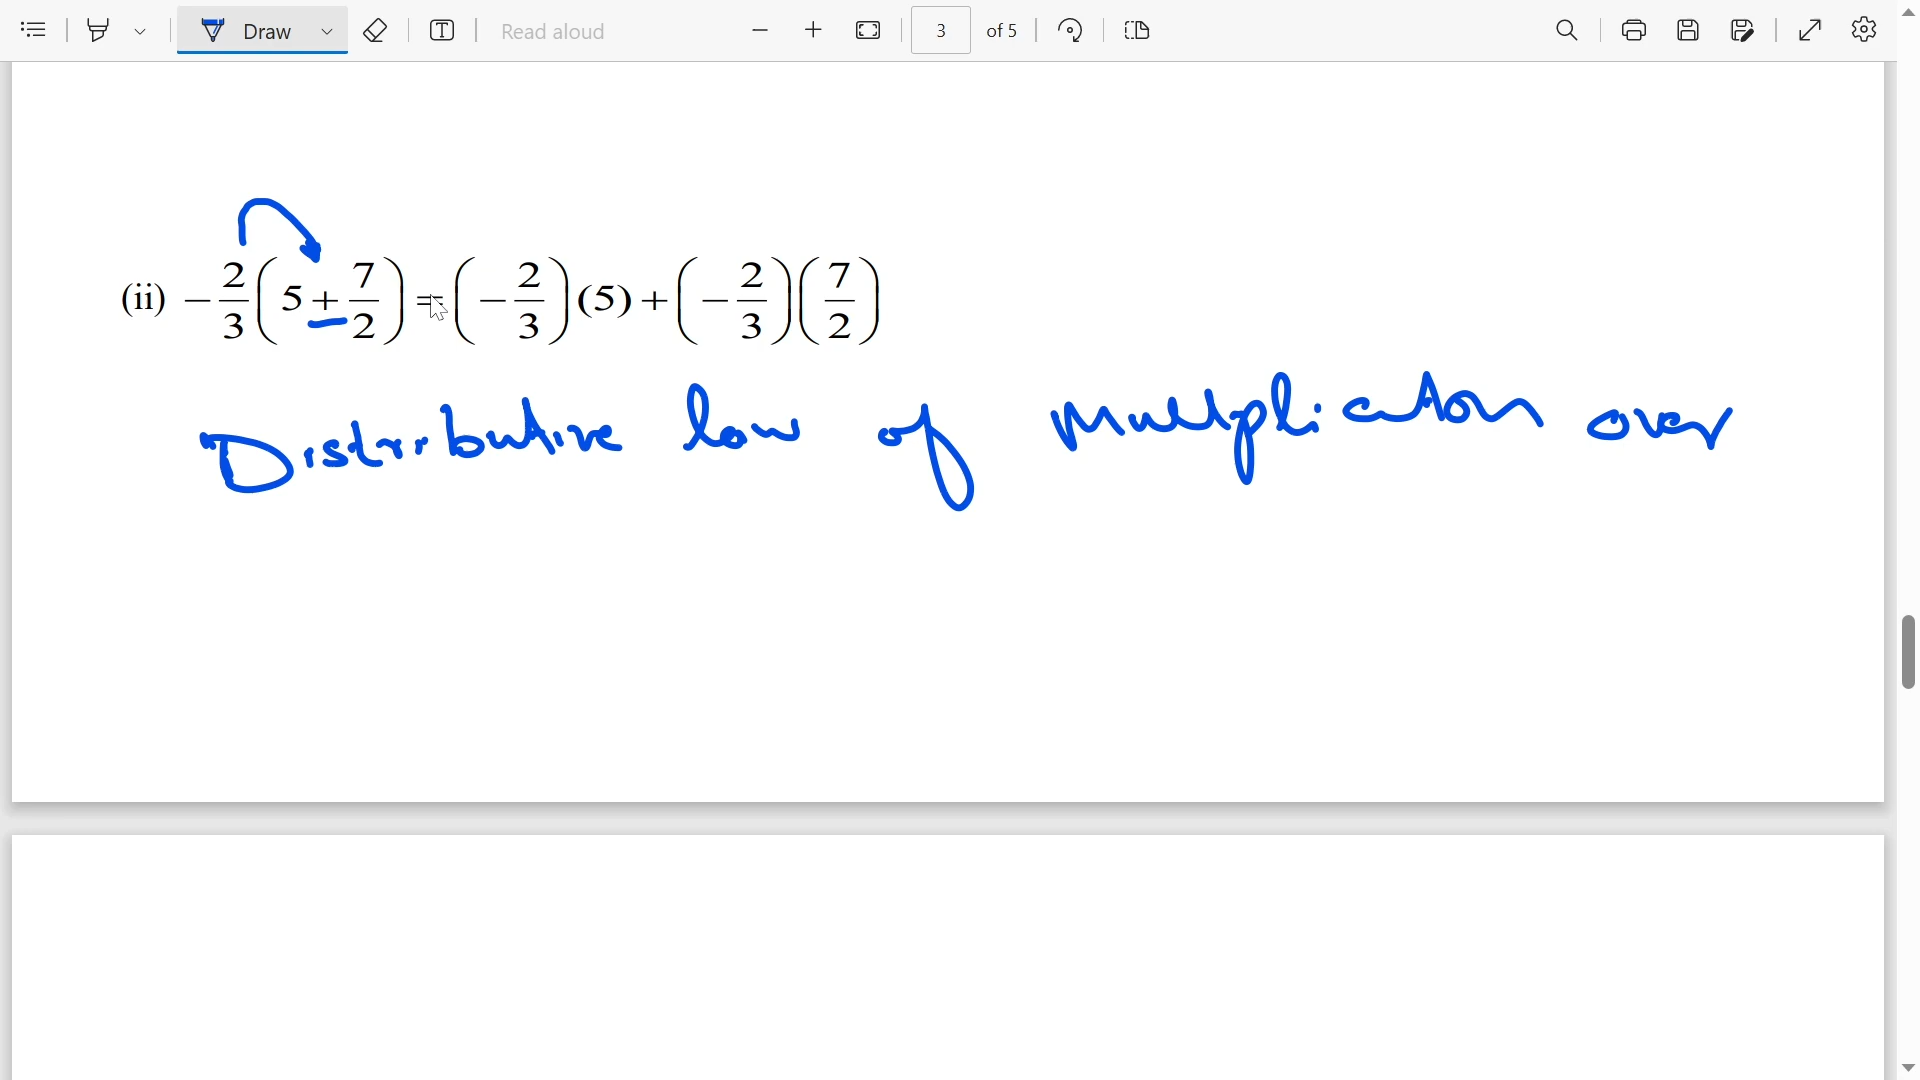 Draw Read aloud 3 of 5
(ii) −2/3(5+7/2)=(−2/3)(5)+(−2/3)(7/2)
Distributive law of Multiplication over